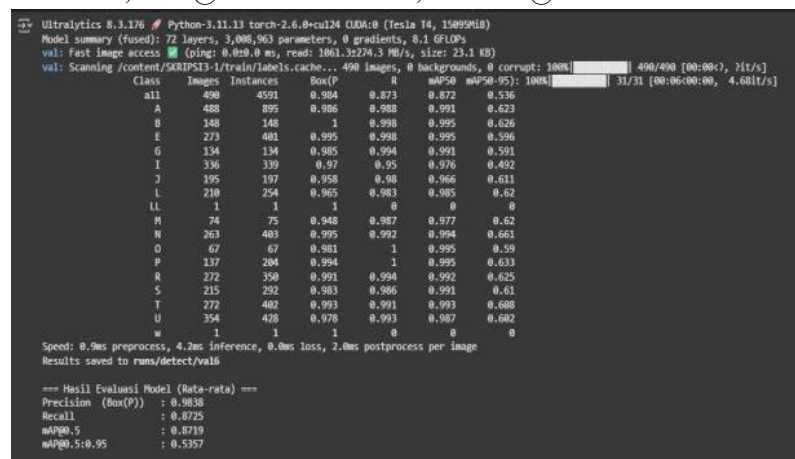 Ultralytics 8.3.176 🚀 Python-3.11.13 torch-2.6.0+cu124 CUDA:0 (Tesla T4, 15095MiB)
Model summary (fused): 72 layers, 3,008,963 parameters, 0 gradients, 8.1 GFLOPs
val: Fast image access ✅ (ping: 0.0±0.0 ms, read: 1061.3±274.3 MB/s, size: 23.1 KB)
val: Scanning /content/SKRIPSI3-1/train/labels.cache... 490 images, 0 backgrounds, 0 corrupt: 100% 490/490 [00:00<?, ?it/s]
Class Images Instances Box(P R mAP50 mAP50-95): 100% 31/31 [00:06<00:00, 4.68it/s]
all 490 4591 0.984 0.873 0.872 0.536
A 488 895 0.986 0.988 0.991 0.623
B 148 148 1 0.998 0.995 0.626
E 273 401 0.995 0.998 0.995 0.596
G 134 134 0.985 0.994 0.991 0.591
I 336 339 0.97 0.95 0.976 0.492
J 195 197 0.958 0.98 0.966 0.611
L 210 254 0.965 0.983 0.985 0.62
LL 1 1 1 0 0 0
M 74 75 0.948 0.987 0.977 0.62
N 263 403 0.995 0.992 0.994 0.661
O 67 67 0.981 1 0.995 0.59
P 137 204 0.994 1 0.995 0.633
R 272 350 0.991 0.994 0.992 0.625
S 215 292 0.983 0.986 0.991 0.61
T 272 402 0.993 0.991 0.993 0.608
U 354 428 0.978 0.993 0.987 0.602
w 1 1 1 0 0 0
Speed: 0.9ms preprocess, 4.2ms inference, 0.0ms loss, 2.0ms postprocess per image
Results saved to runs/detect/val6
=== Hasil Evaluasi Model (Rata-rata) ===
Precision (Box(P)) : 0.9838
Recall : 0.8725
mAP@0.5 : 0.8719
mAP@0.5:0.95 : 0.5357